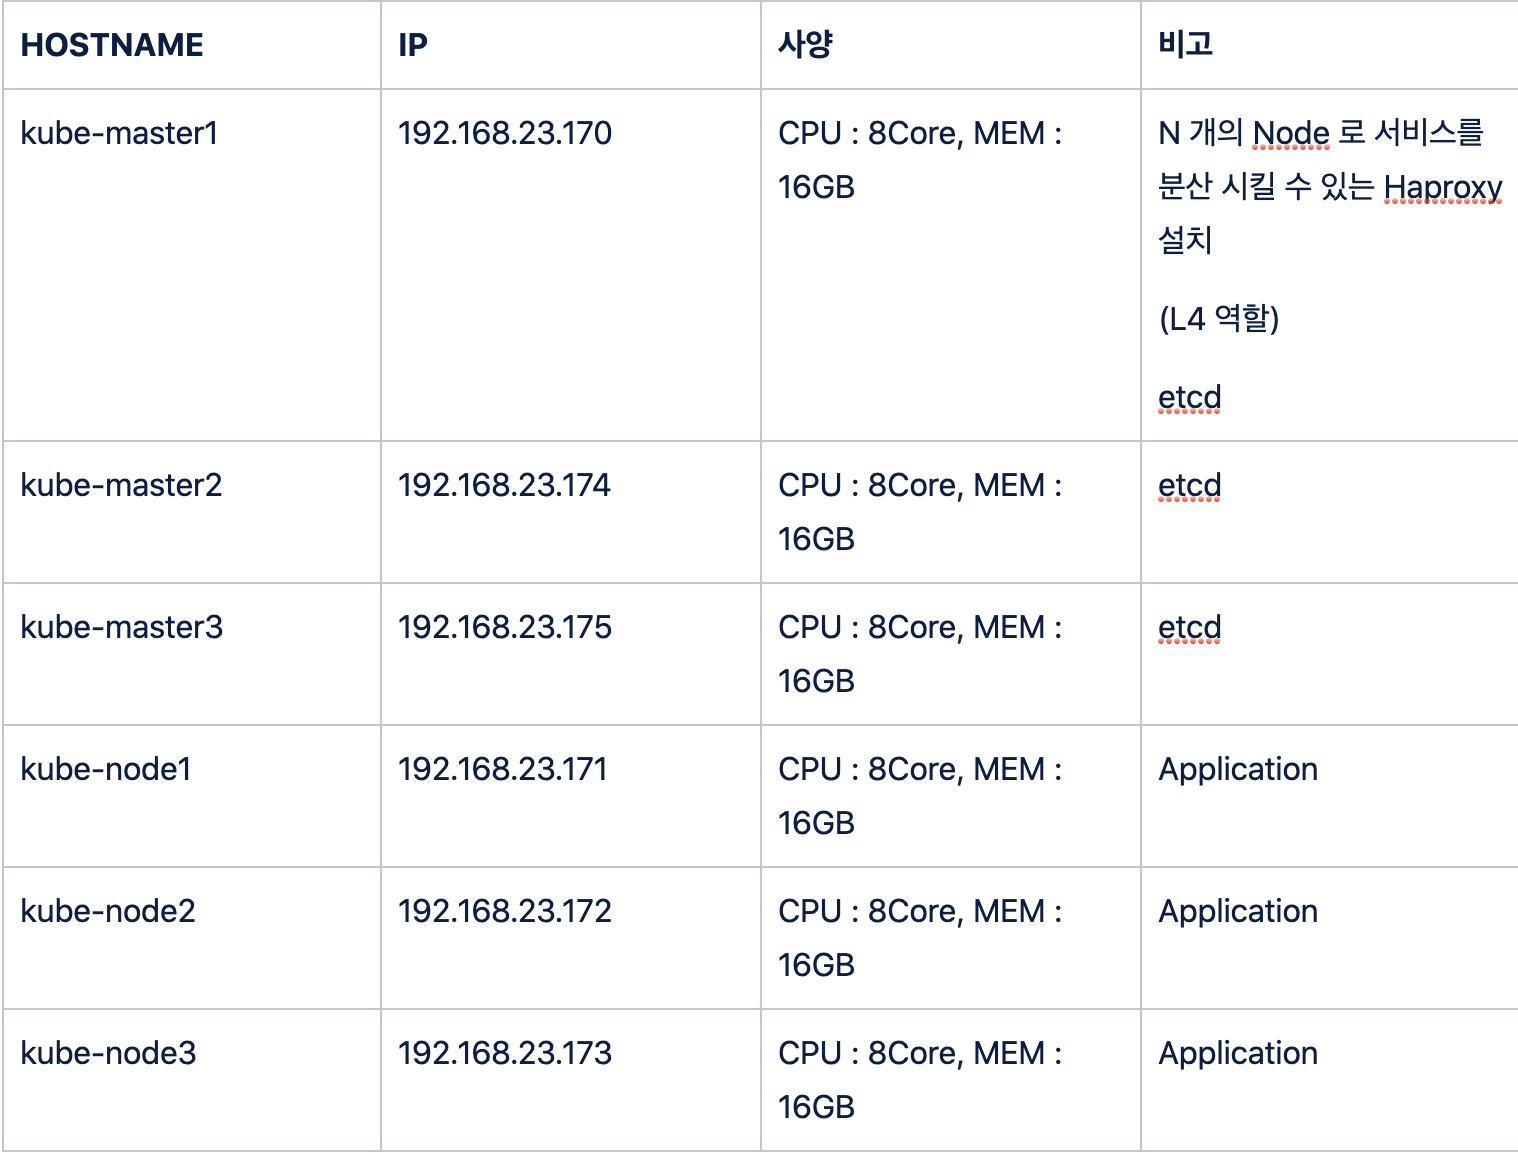 HOSTNAME
IP
사양
비고
kube-master1
192.168.23.170
CPU : 8Core, MEM :
16GB
N 개의 Node 로 서비스를
분산 시킬 수 있는 Haproxy
설치
(L4 역할)
etcd
kube-master2
192.168.23.174
CPU : 8Core, MEM :
16GB
etcd
kube-master3
192.168.23.175
CPU : 8Core, MEM :
16GB
etcd
kube-node1
192.168.23.171
CPU : 8Core, MEM :
16GB
Application
kube-node2
192.168.23.172
CPU : 8Core, MEM :
16GB
Application
kube-node3
192.168.23.173
CPU : 8Core, MEM :
16GB
Application